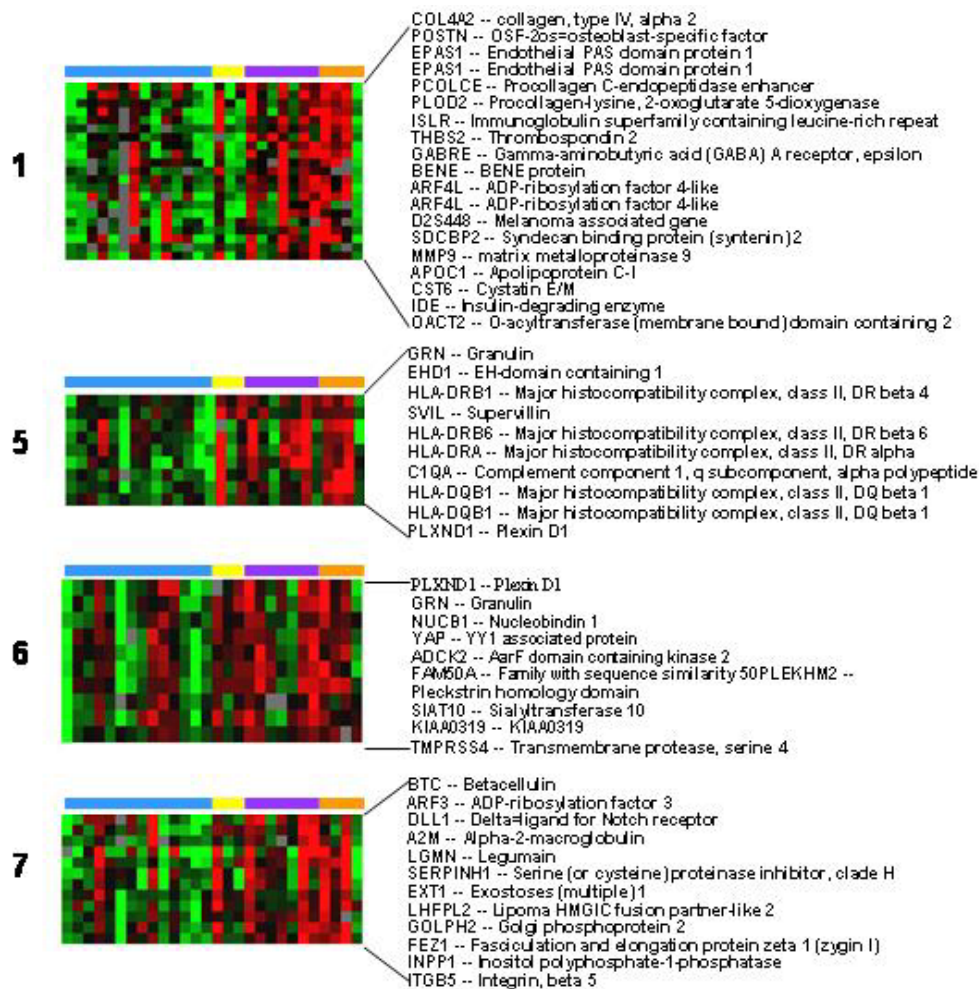 1
COL4A2 -- collagen, type IV, alpha 2
POSTN -- OSF-2os=osteoblast-specific factor
EPAS1 -- Endothelial PAS domain protein 1
EPAS1 -- Endothelial PAS domain protein 1
PCOLCE -- Procollagen C-endopeptidase enhancer
PLOD2 -- Procollagen-lysine, 2-oxoglutarate 5-dioxygenase
ISLR -- Immunoglobulin superfamily containing leucine-rich repeat
THBS2 -- Thrombospondin 2
GABRE -- Gamma-aminobutyric acid (GABA) A receptor, epsilon
BENE -- BENE protein
ARF4L -- ADP-ribosylation factor 4-like
ARF4L -- ADP-ribosylation factor 4-like
D2S448 -- Melanoma associated gene
SDCBP2 -- Syndecan binding protein (syntenin) 2
MMP9 -- matrix metalloproteinase 9
APOC1 -- Apolipoprotein C-I
CST6 -- Cystatin E/M
IDE -- Insulin-degrading enzyme
OACT2 -- O-acyltransferase (membrane bound) domain containing 2
5
GRN -- Granulin
EHD1 -- EH-domain containing 1
HLA-DRB1 -- Major histocompatibility complex, class II, DR beta 4
SVIL -- Supervillin
HLA-DRB6 -- Major histocompatibility complex, class II, DR beta 6
HLA-DRA -- Major histocompatibility complex, class II, DR alpha
C1QA -- Complement component 1, q subcomponent, alpha polypeptide
HLA-DQB1 -- Major histocompatibility complex, class II, DQ beta 1
HLA-DQB1 -- Major histocompatibility complex, class II, DQ beta 1
PLXND1 -- Plexin D1
6
PLXND1 -- Plexin D1
GRN -- Granulin
NUCB1 -- Nucleobindin 1
YAP -- YY1 associated protein
ADCK2 -- AarF domain containing kinase 2
FAM50A -- Family with sequence similarity 50PLEKHM2 --
Pleckstrin homology domain
SIAT10 -- Sialyltransferase 10
KIAA0319 -- KIAA0319
TMPRSS4 -- Transmembrane protease, serine 4
7
BTC -- Betacellulin
ARF3 -- ADP-ribosylation factor 3
DLL1 -- Delta=ligand for Notch receptor
A2M -- Alpha-2-macroglobulin
LGMN -- Legumain
SERPINH1 -- Serine (or cysteine) proteinase inhibitor, clade H
EXT1 -- Exostoses (multiple) 1
LHFPL2 -- Lipoma HMGIC fusion partner-like 2
GOLPH2 -- Golgi phosphoprotein 2
FEZ1 -- Fasciculation and elongation protein zeta 1 (zygin I)
INPP1 -- Inositol polyphosphate-1-phosphatase
ITGB5 -- Integrin, beta 5